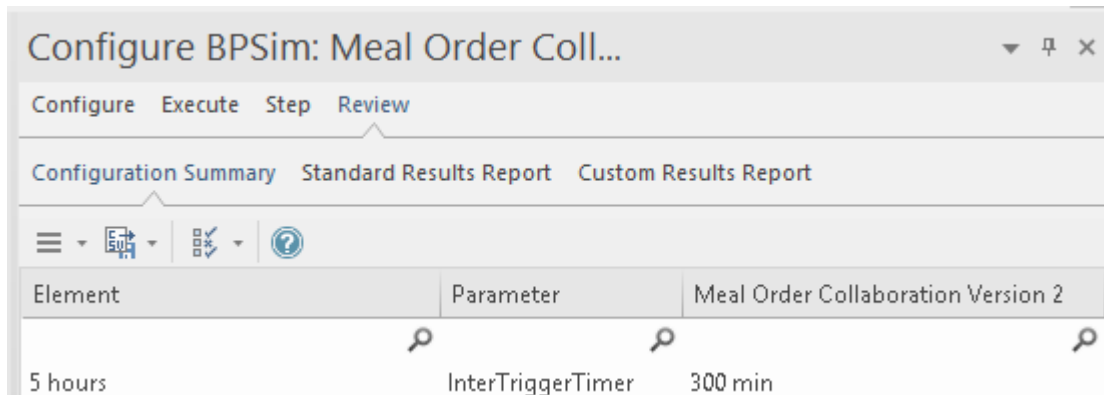 Configure BPSim: Meal Order Coll...
Configure Execute Step Review
Configuration Summary Standard Results Report Custom Results Report
Element Parameter Meal Order Collaboration Version 2
5 hours InterTriggerTimer 300 min